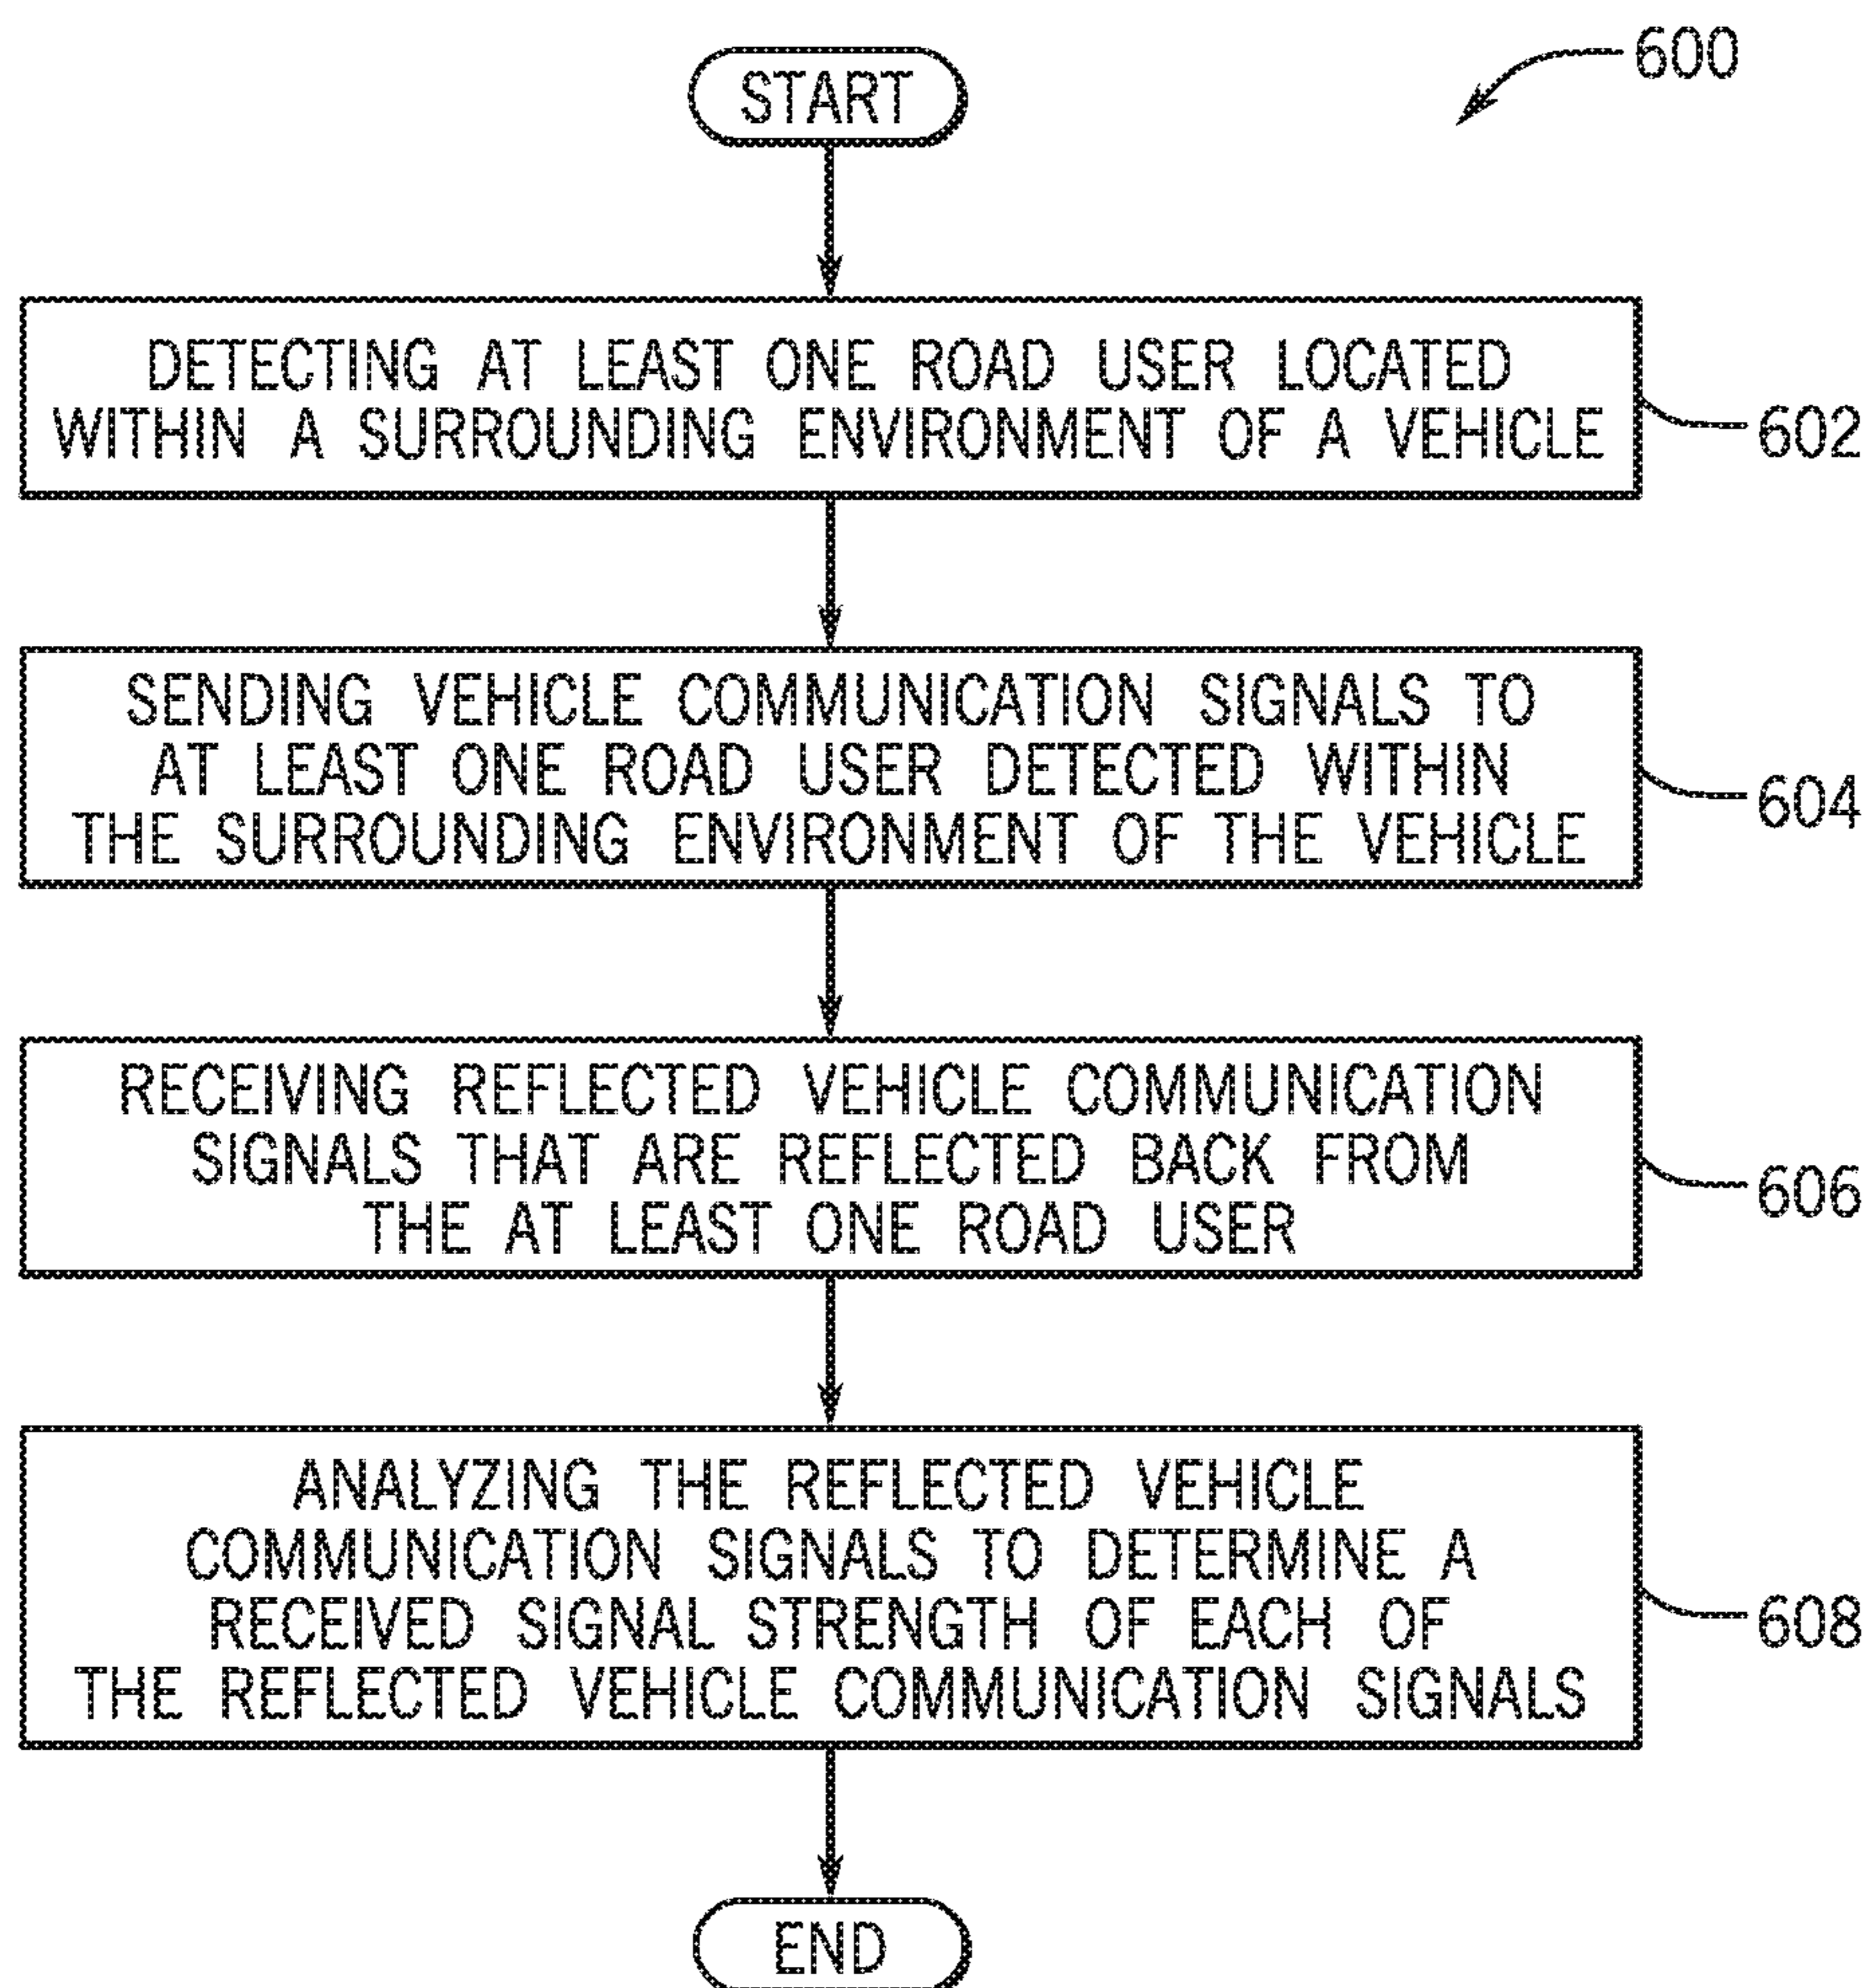 600
START
DETECTING AT LEAST ONE ROAD USER LOCATED
WITHIN A SURROUNDING ENVIRONMENT OF A VEHICLE
602
SENDING VEHICLE COMMUNICATION SIGNALS TO
AT LEAST ONE ROAD USER DETECTED WITHIN
THE SURROUNDING ENVIRONMENT OF THE VEHICLE
604
RECEIVING REFLECTED VEHICLE COMMUNICATION
SIGNALS THAT ARE REFLECTED BACK FROM
THE AT LEAST ONE ROAD USER
606
ANALYZING THE REFLECTED VEHICLE
COMMUNICATION SIGNALS TO DETERMINE A
RECEIVED SIGNAL STRENGTH OF EACH OF
THE REFLECTED VEHICLE COMMUNICATION SIGNALS
608
END